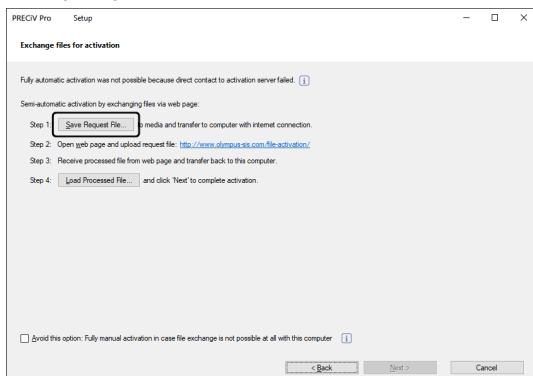 PRECiV Pro Setup
Exchange files for activation
Fully automatic activation was not possible because direct contact to activation server failed. i
Semi-automatic activation by exchanging files via web page:
Step 1: Save Request File... to media and transfer to computer with internet connection.
Step 2: Open web page and upload request file: http://www.olympus-sis.com/file-activation/
Step 3: Receive processed file from web page and transfer back to this computer.
Step 4: Load Processed File... and click 'Next' to complete activation.
Avoid this option: Fully manual activation in case file exchange is not possible at all with this computer i
< Back Next > Cancel